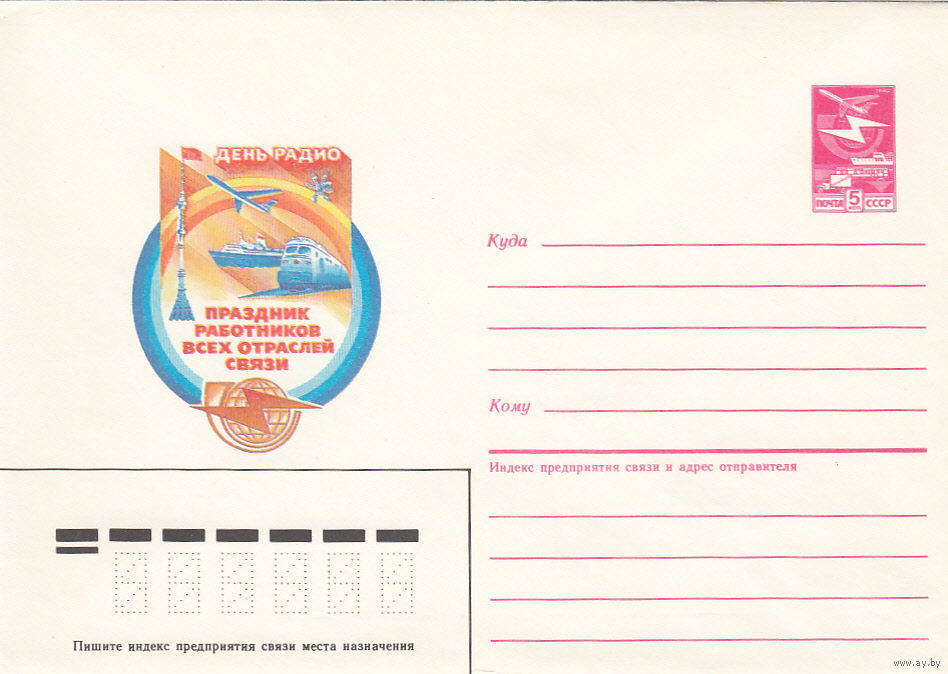 ДЕНЬ РАДИО
ПРАЗДНИК
РАБОТНИКОВ
ВСЕХ ОТРАСЛЕЙ
СВЯЗИ
ПОЧТА 5 КОП СССР
Куда
Кому
Индекс предприятия связи и адрес отправителя
Пишите индекс предприятия связи места назначения
www.ay.by